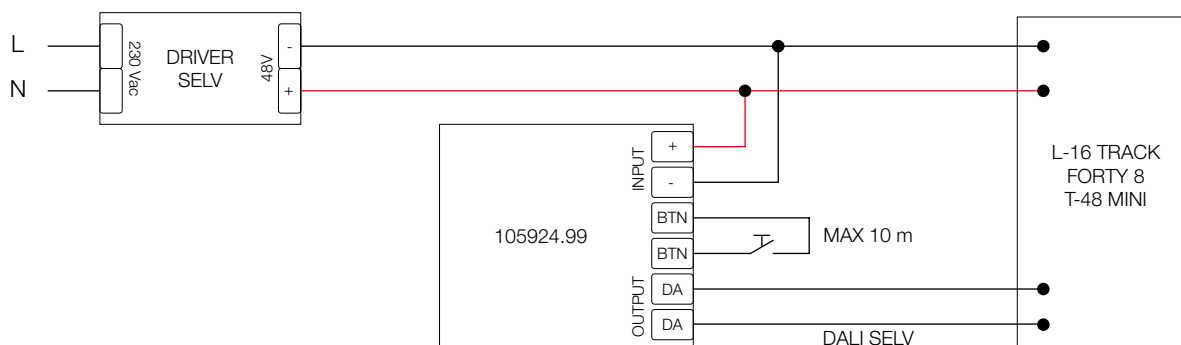 L
N
230 Vac
DRIVER
SELV
48V
-
+
INPUT
+
-
BTN
BTN
OUTPUT
DA
DA
105924.99
MAX 10 m
DALI SELV
L-16 TRACK
FORTY 8
T-48 MINI